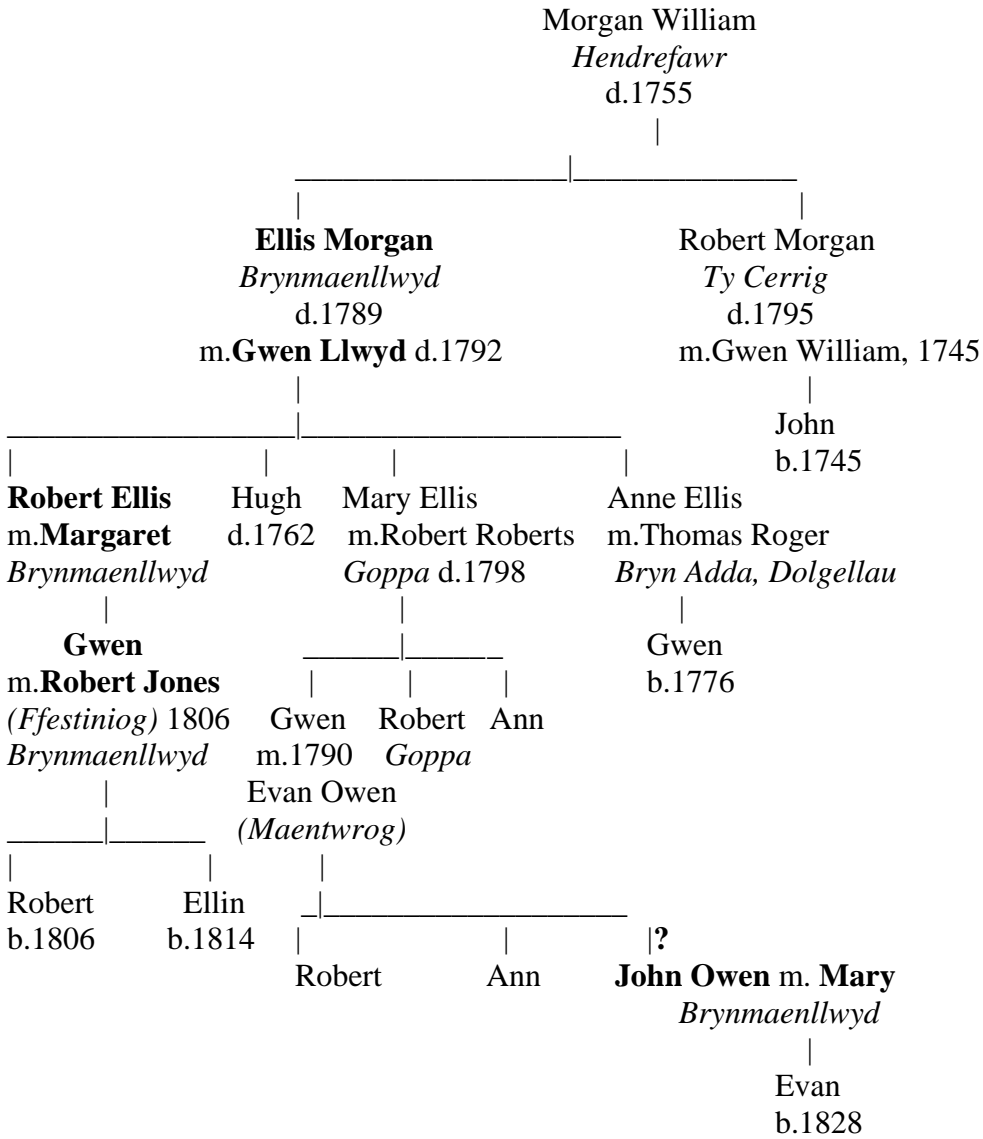 Morgan William
Hendrefawr
d.1755
Ellis Morgan Robert Morgan
Brynmaenllwyd Ty Cerrig
d.1789 d.1795
m.Gwen Llwyd d.1792 m.Gwen William, 1745
John
b.1745
Robert Ellis Hugh Mary Ellis Anne Ellis
m.Margaret d.1762 m.Robert Roberts m.Thomas Roger
Brynmaenllwyd Goppa d.1798 Bryn Adda, Dolgellau
Gwen Gwen
m.Robert Jones b.1776
(Ffestiniog) 1806 Gwen Robert Ann
Brynmaenllwyd m.1790 Goppa
Evan Owen
(Maentwrog)
Robert Ellin
b.1806 b.1814 ?
Robert Ann John Owen m. Mary
Brynmaenllwyd
Evan
b.1828